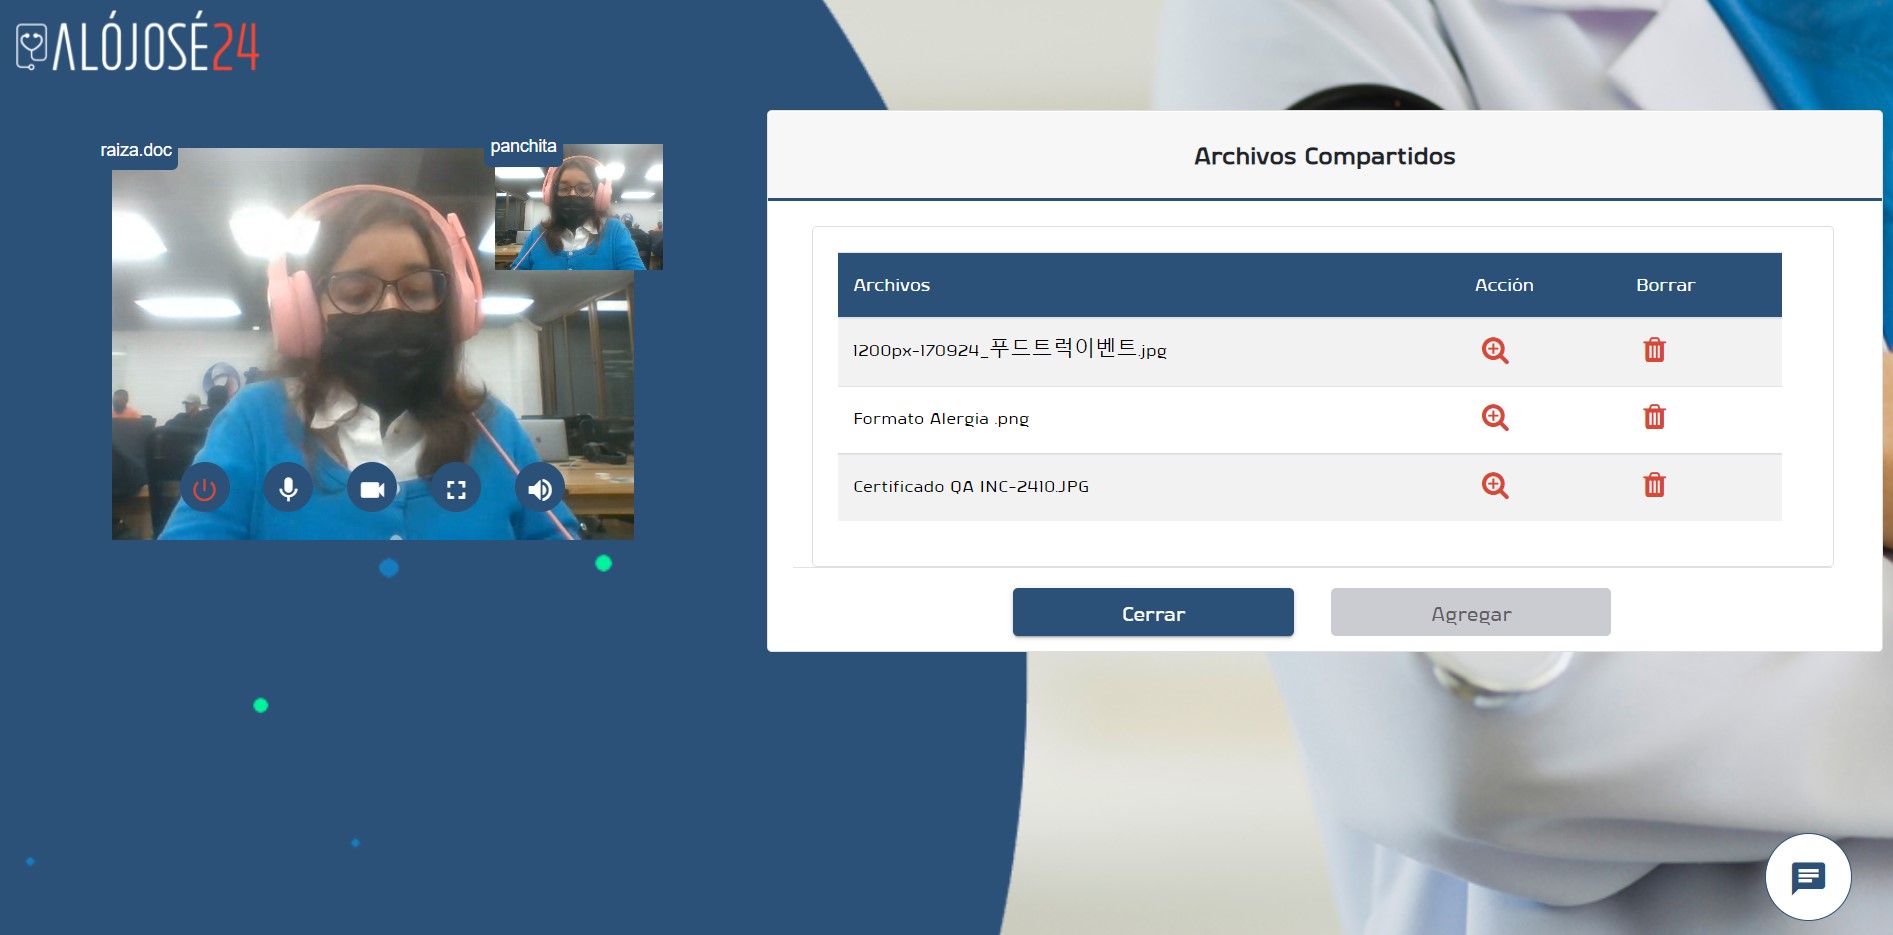 ALÓJOSÉ24
raiza.doc
panchita
Archivos Compartidos
Archivos Acción Borrar
1200px-170924_푸드트럭이벤트.jpg
Formato Alergia .png
Certificado QA INC-2410.JPG
Cerrar Agregar